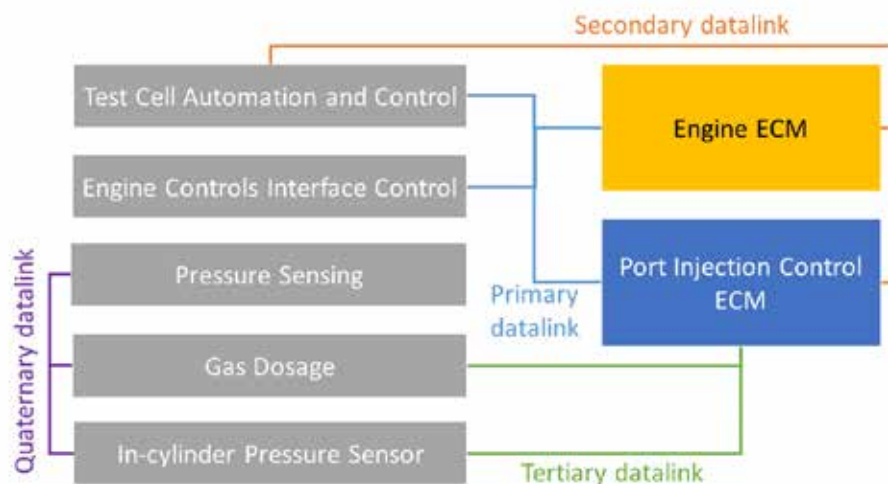 Secondary datalink
Test Cell Automation and Control
Engine ECM
Engine Controls Interface Control
Port Injection Control
ECM
Pressure Sensing
Primary
datalink
Quaternary datalink
Gas Dosage
In-cylinder Pressure Sensor
Tertiary datalink